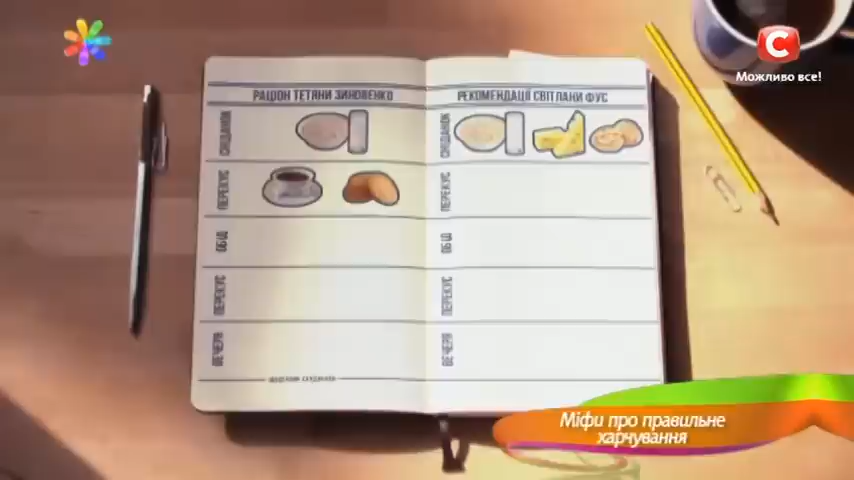 С
Можливо все!
РАЦІОН ТЕТЯНИ ЗИНОВЕНКО
РЕКОМЕНДАЦІЇ СВІТЛАНИ ФУС
СНІДАНОК
СНІДАНОК
ПЕРЕКУС
ПЕРЕКУС
ОБІД
ОБІД
ПЕРЕКУС
ПЕРЕКУС
ВЕЧЕРЯ
ВЕЧЕРЯ
Міфи про правильне
харчування